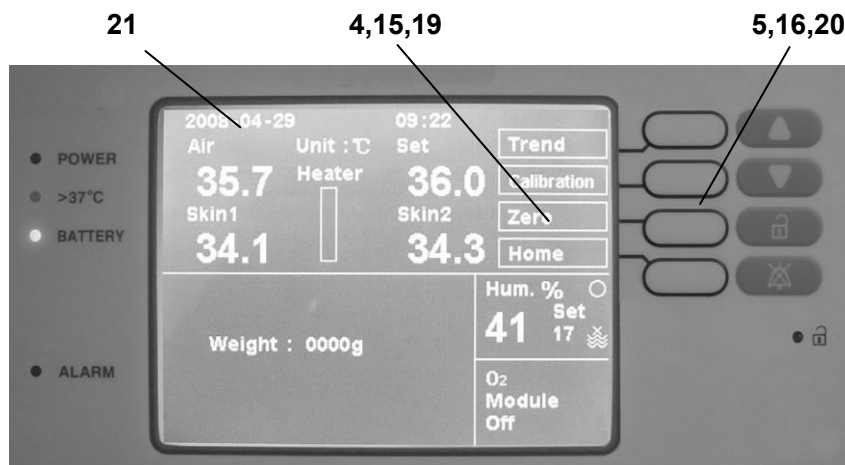 21 4,15,19 5,16,20
2008-04-29 09:22
Air Unit : ℃ Set Trend
35.7 Heater 36.0 Calibration
Skin1 Skin2 Zero
34.1 34.3 Home
POWER
>37°C
BATTERY
ALARM
Hum. %
41 Set
17
Weight : 0000g
O₂
Module
Off